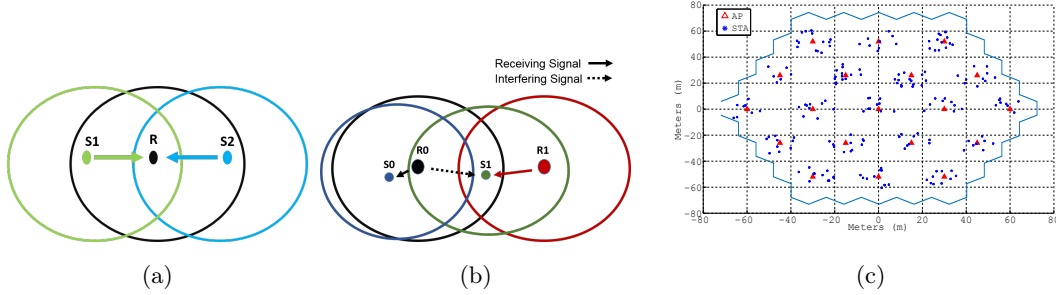 S1
R
S2
(a)
Receiving Signal
Interfering Signal
S0
R0
S1
R1
(b)
AP
STA
80
60
40
20
0
−20
−40
−60
−80
−80
−60
−40
−20
0
20
40
60
80
Meters (m)
Meters (m)
(c)